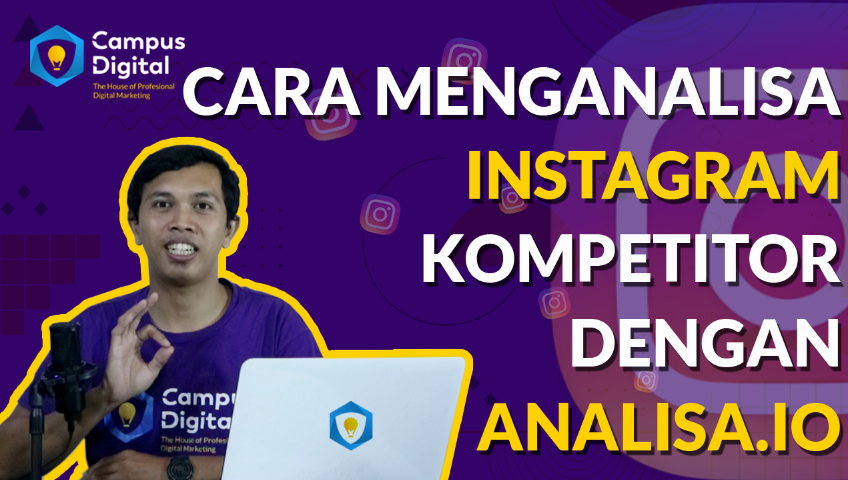 Campus
Digital
The House of Profesional
Digital Marketing
CARA MENGANALISA
INSTAGRAM
KOMPETITOR
DENGAN
ANALISA.IO
Campus
Digital
The House of Profesional
Digital Marketing